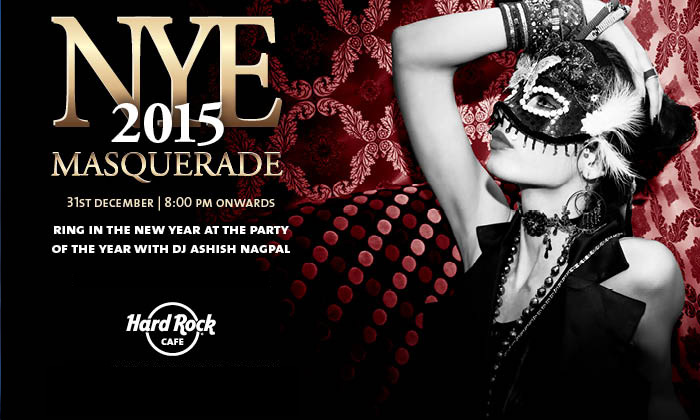 NYE
2015
MASQUERADE
31ST DECEMBER | 8:00 PM ONWARDS
RING IN THE NEW YEAR AT THE PARTY
OF THE YEAR WITH DJ ASHISH NAGPAL
Hard Rock
CAFE